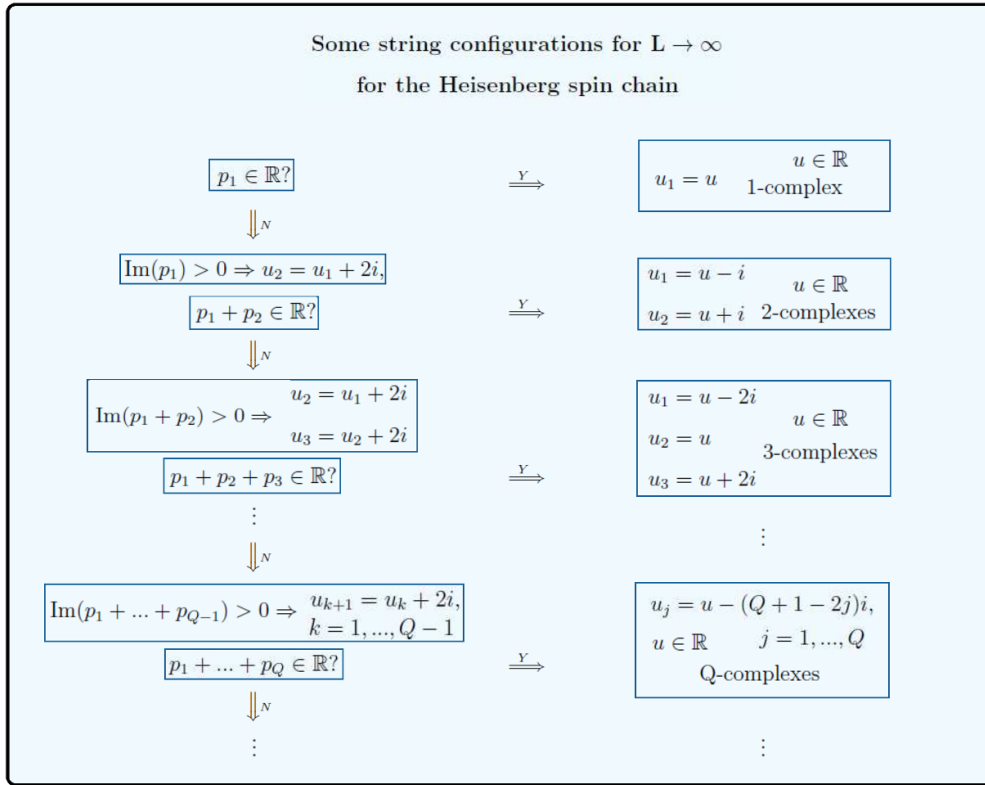 Some string configurations for L → ∞
for the Heisenberg spin chain
p₁ ∈ ℝ?
Y
⟹
u₁ = u
u ∈ ℝ
1-complex
⇓N
Im(p₁) > 0 ⇒ u₂ = u₁ + 2i,
p₁ + p₂ ∈ ℝ?
Y
⟹
u₁ = u − i
u₂ = u + i
u ∈ ℝ
2-complexes
⇓N
Im(p₁ + p₂) > 0 ⇒
u₂ = u₁ + 2i
u₃ = u₂ + 2i
p₁ + p₂ + p₃ ∈ ℝ?
Y
⟹
u₁ = u − 2i
u₂ = u
u₃ = u + 2i
u ∈ ℝ
3-complexes
⋮
⋮
⇓N
Im(p₁ + ... + p_{Q−1}) > 0 ⇒
u_{k+1} = u_k + 2i,
k = 1, ..., Q − 1
p₁ + ... + p_Q ∈ ℝ?
Y
⟹
u_j = u − (Q + 1 − 2j)i,
u ∈ ℝ j = 1, ..., Q
Q-complexes
⇓N
⋮
⋮